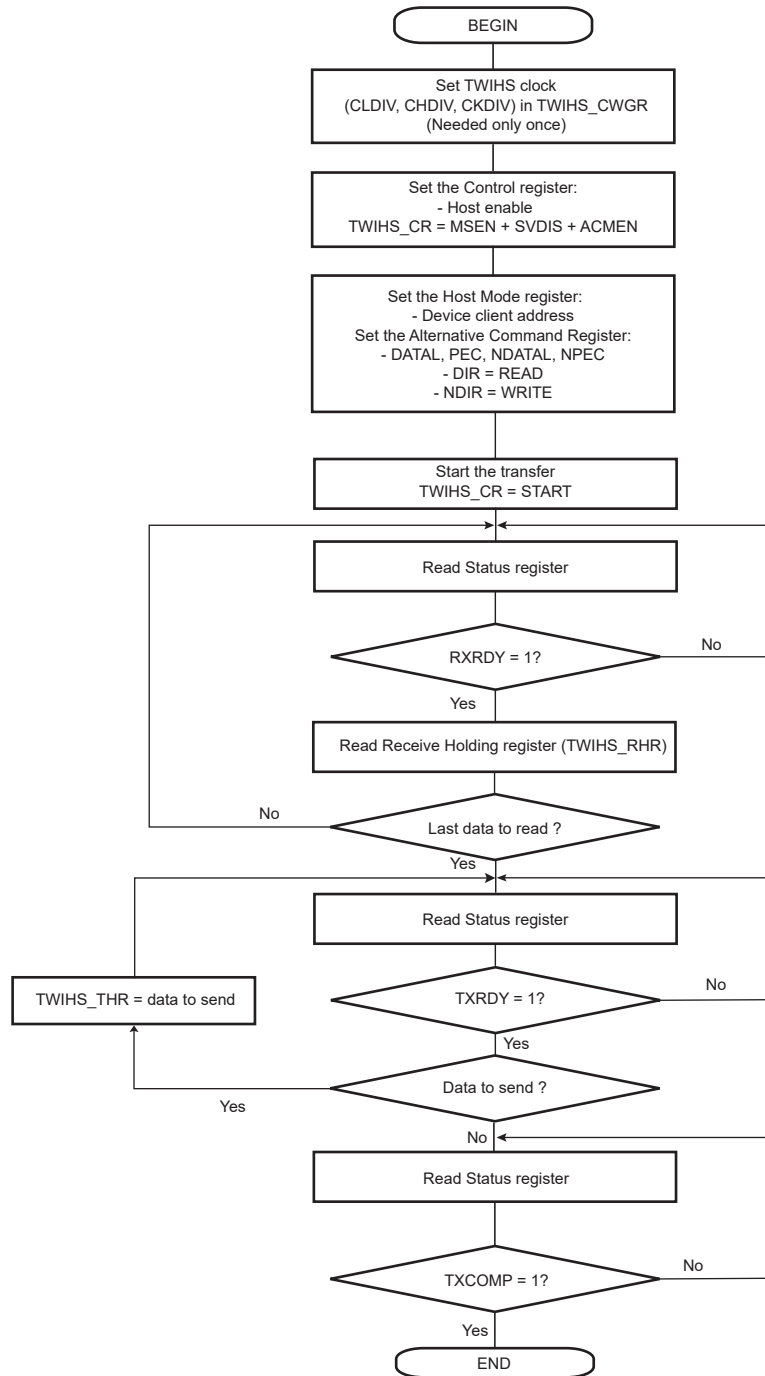 BEGIN
Set TWIHS clock
(CLDIV, CHDIV, CKDIV) in TWIHS_CWGR
(Needed only once)
Set the Control register:
- Host enable
TWIHS_CR = MSEN + SVDIS + ACMEN
Set the Host Mode register:
- Device client address
Set the Alternative Command Register:
- DATAL, PEC, NDATAL, NPEC
- DIR = READ
- NDIR = WRITE
Start the transfer
TWIHS_CR = START
Read Status register
RXRDY = 1?
No
Yes
Read Receive Holding register (TWIHS_RHR)
No
Last data to read ?
Yes
Read Status register
TWIHS_THR = data to send
TXRDY = 1?
No
Yes
Data to send ?
Yes
No
Read Status register
TXCOMP = 1?
No
Yes
END